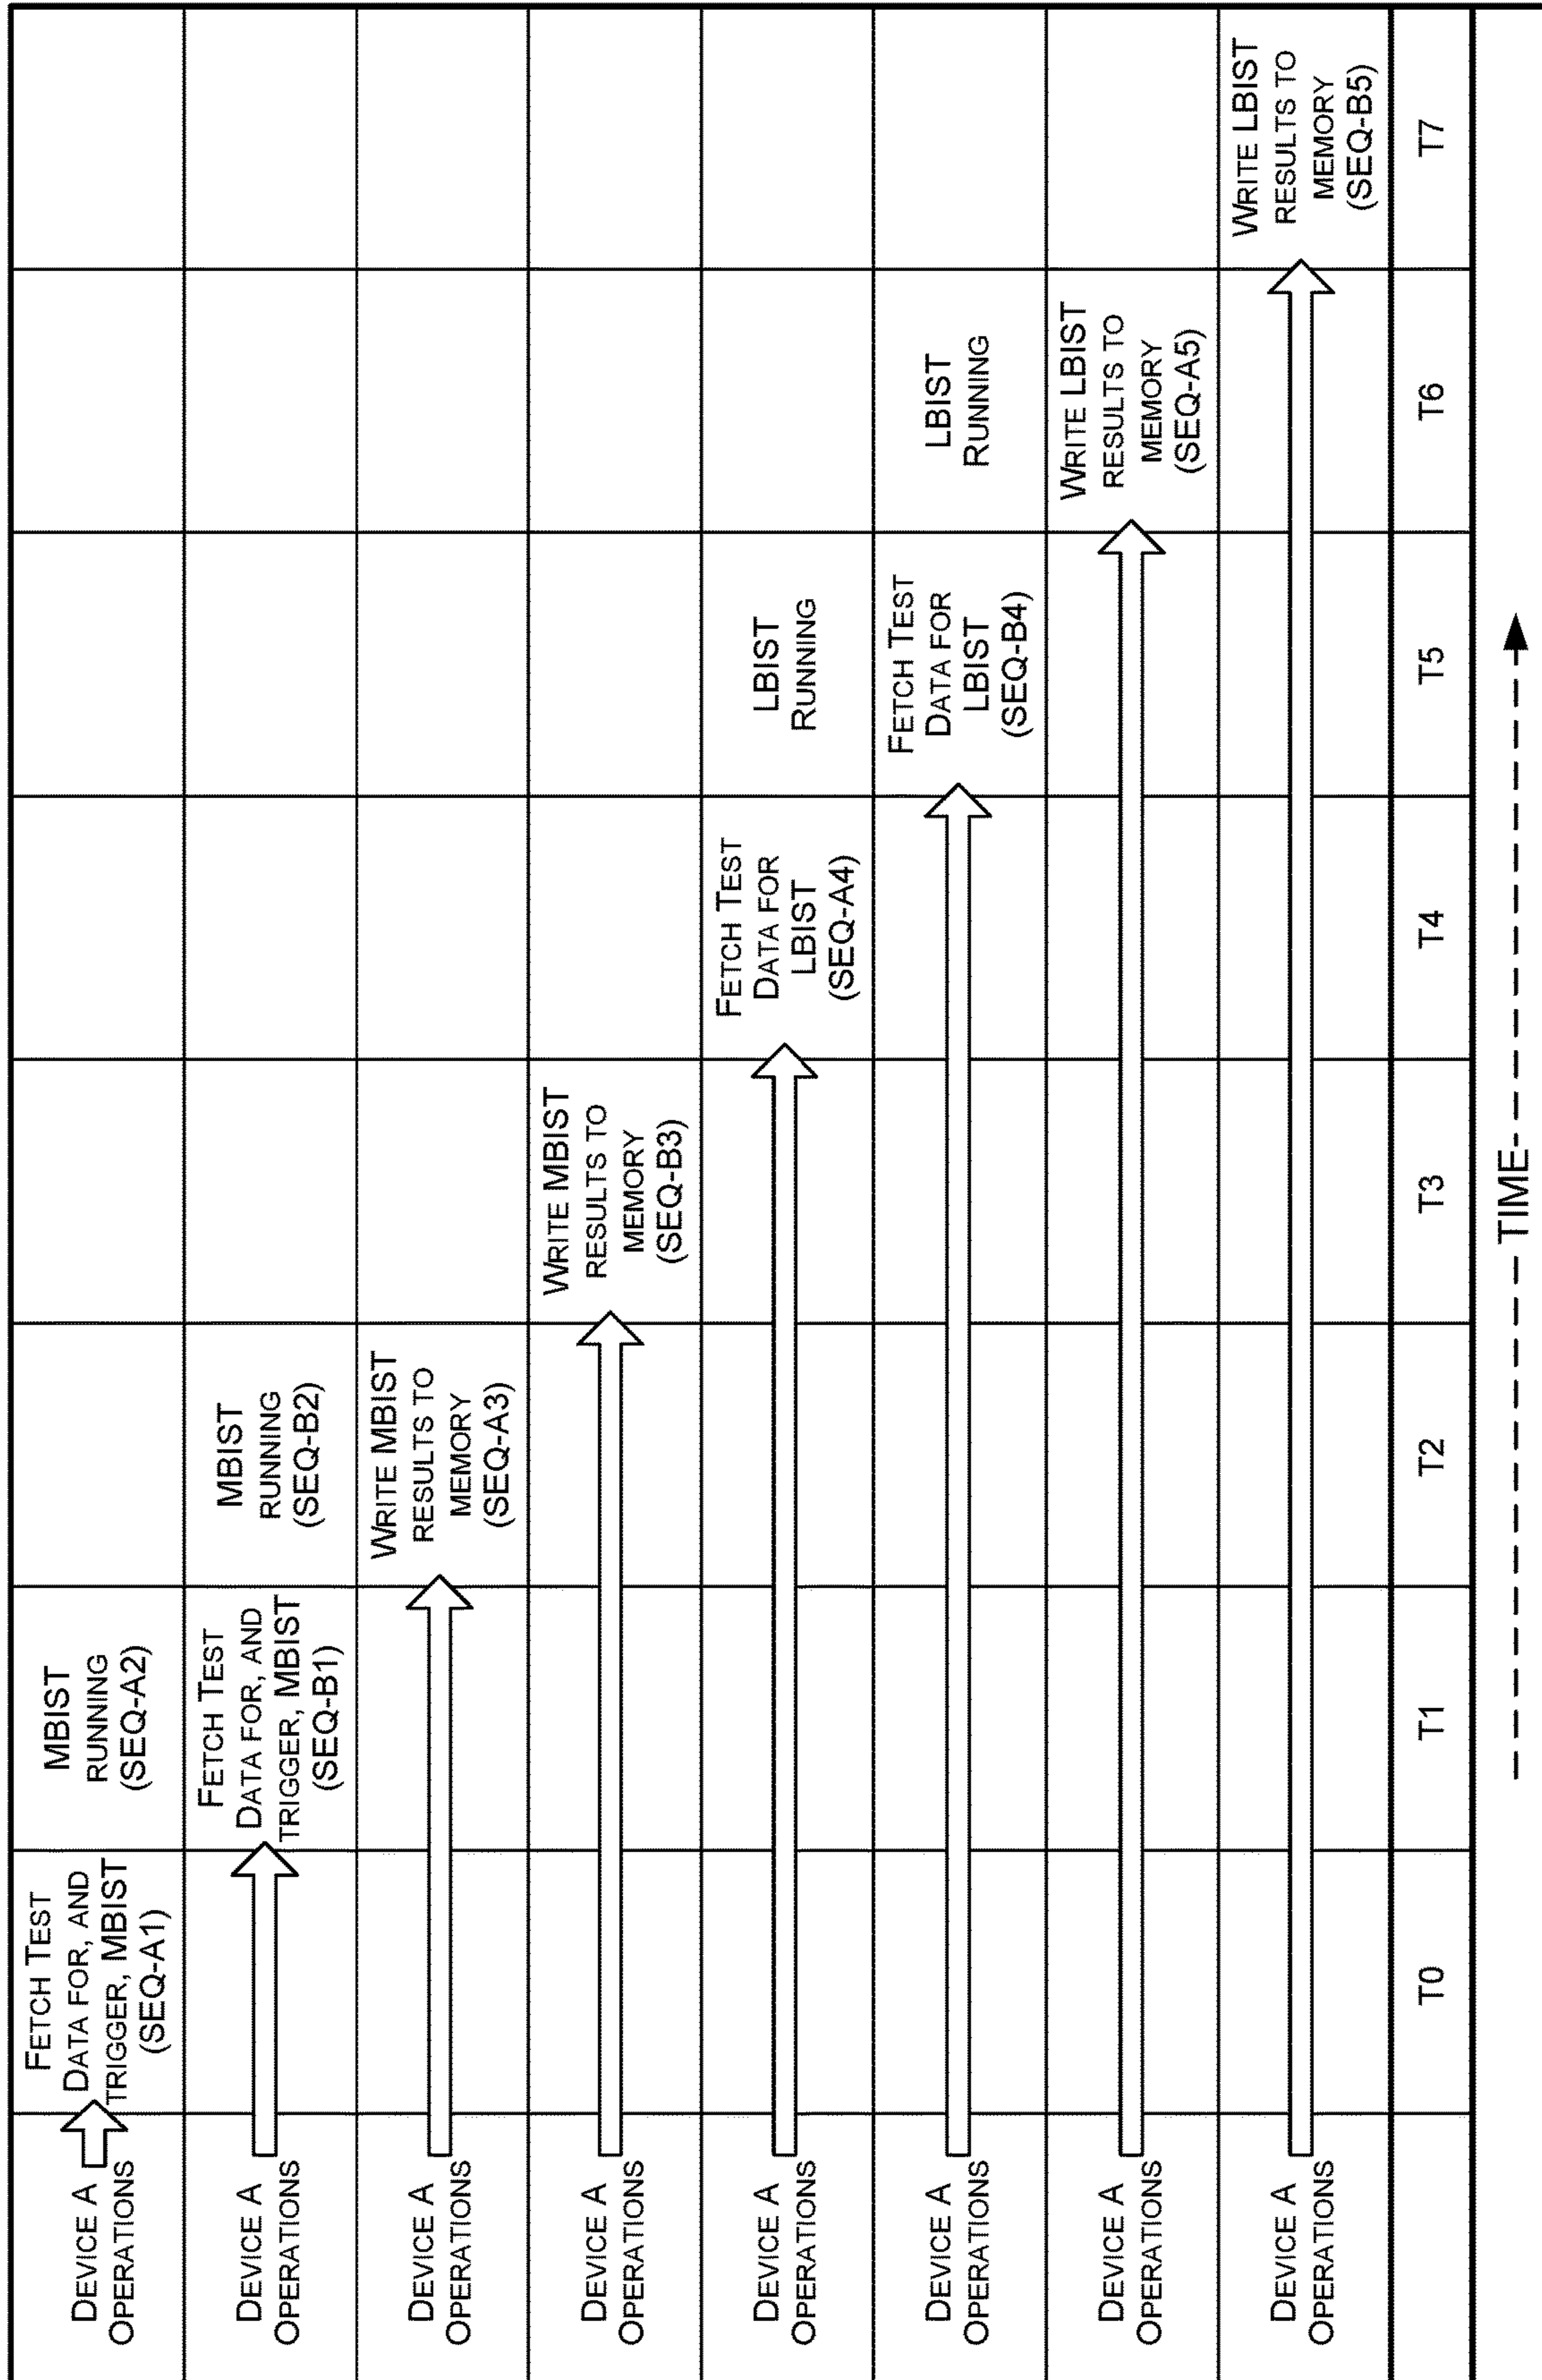 DEVICE A
OPERATIONS
FETCH TEST
DATA FOR, AND
TRIGGER, MBIST
(SEQ-A1)
MBIST
RUNNING
(SEQ-A2)
DEVICE A
OPERATIONS
FETCH TEST
DATA FOR, AND
TRIGGER, MBIST
(SEQ-B1)
MBIST
RUNNING
(SEQ-B2)
DEVICE A
OPERATIONS
WRITE MBIST
RESULTS TO
MEMORY
(SEQ-A3)
DEVICE A
OPERATIONS
WRITE MBIST
RESULTS TO
MEMORY
(SEQ-B3)
DEVICE A
OPERATIONS
FETCH TEST
DATA FOR
LBIST
(SEQ-A4)
LBIST
RUNNING
DEVICE A
OPERATIONS
FETCH TEST
DATA FOR
LBIST
(SEQ-B4)
LBIST
RUNNING
DEVICE A
OPERATIONS
WRITE LBIST
RESULTS TO
MEMORY
(SEQ-A5)
DEVICE A
OPERATIONS
WRITE LBIST
RESULTS TO
MEMORY
(SEQ-B5)
T0
T1
T2
T3
T4
T5
T6
T7
TIME